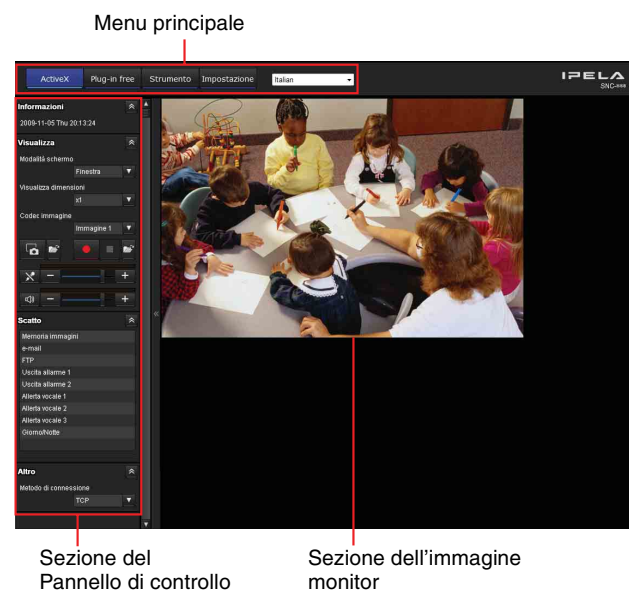 Menu principale
ActiveX Plug-in free Strumento Impostazione Italian
IPELA
Informazioni
2009-11-05 Thu 20:13:24
Visualizza
Modalità schermo
Finestra
Visualizza dimensioni
x1
Codec immagine
Immagine 1
Scatto
Memoria immagini
e-mail
FTP
Uscita allarme 1
Uscita allarme 2
Allerta vocale 1
Allerta vocale 2
Allerta vocale 3
Giorno/Notte
Altro
Metodo di connessione
TCP
Sezione del
Pannello di controllo
Sezione dell'immagine
monitor